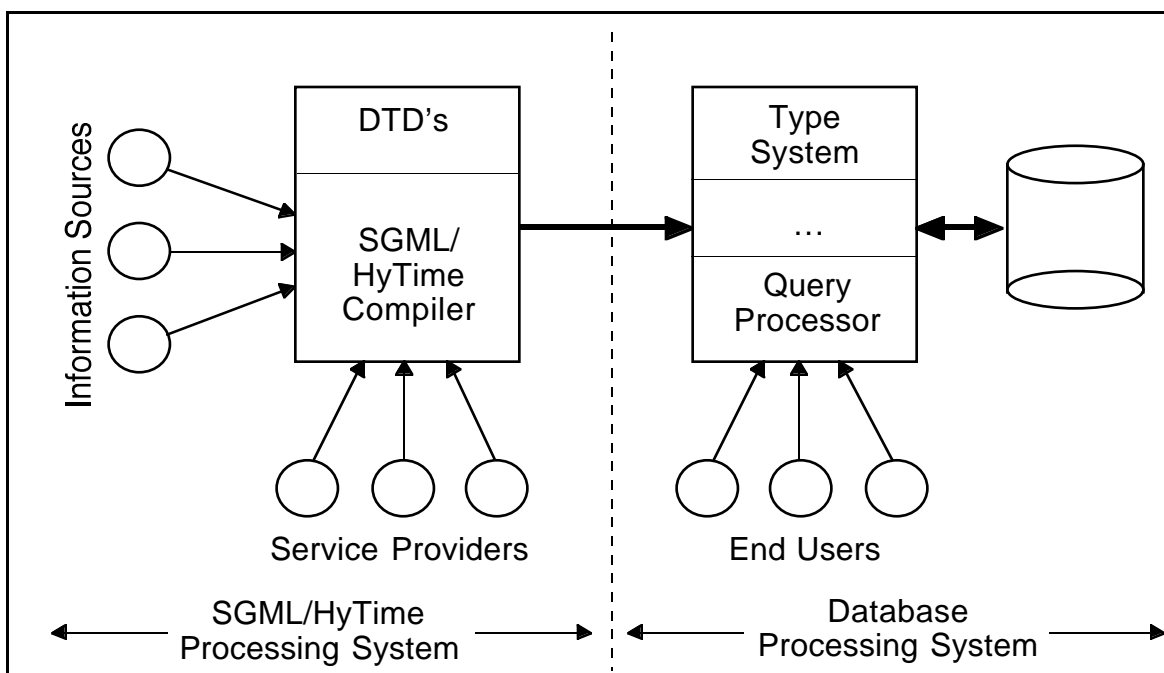 Information Sources
DTD's
SGML/
HyTime
Compiler
Service Providers
SGML/HyTime
Processing System
Type
System
...
Query
Processor
End Users
Database
Processing System